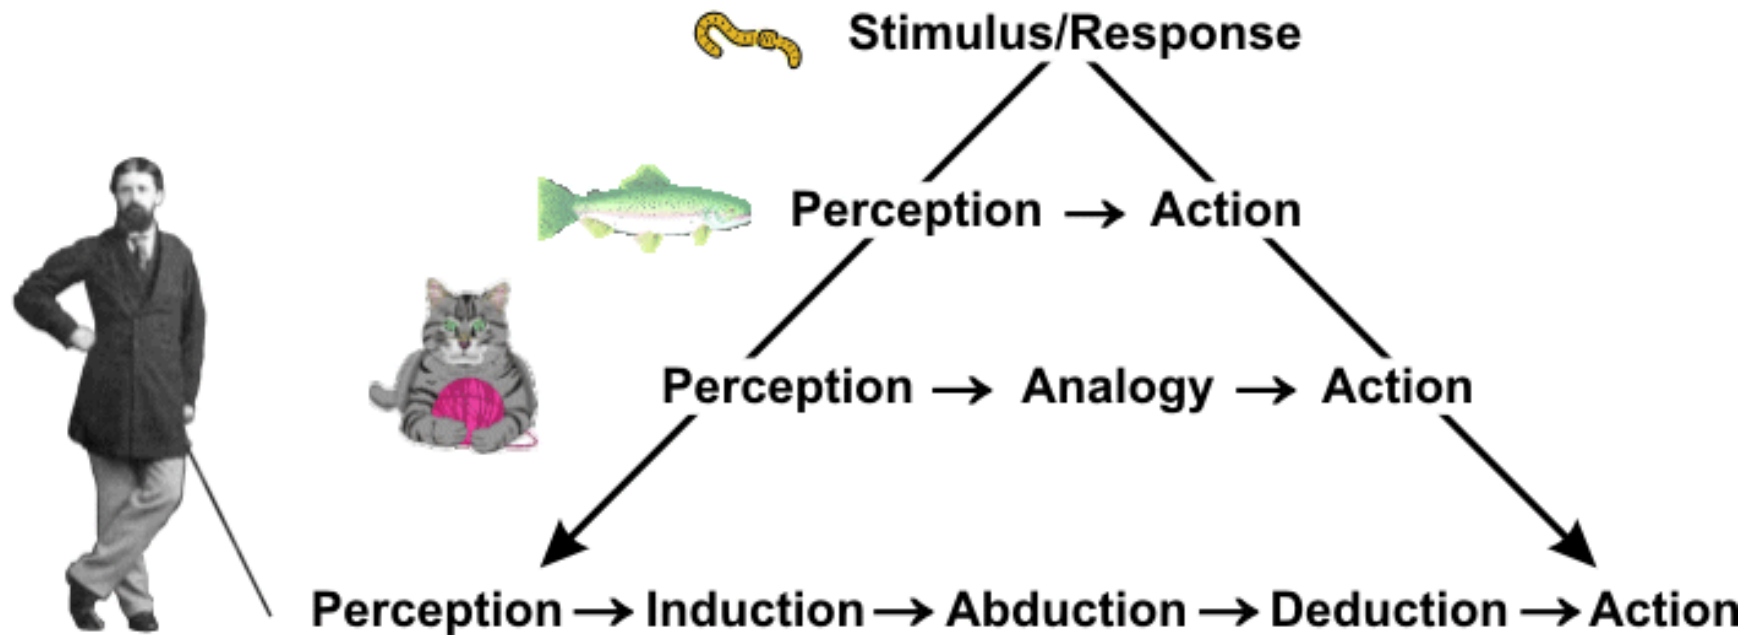 Stimulus/Response
Perception → Action
Perception → Analogy → Action
Perception → Induction → Abduction → Deduction → Action